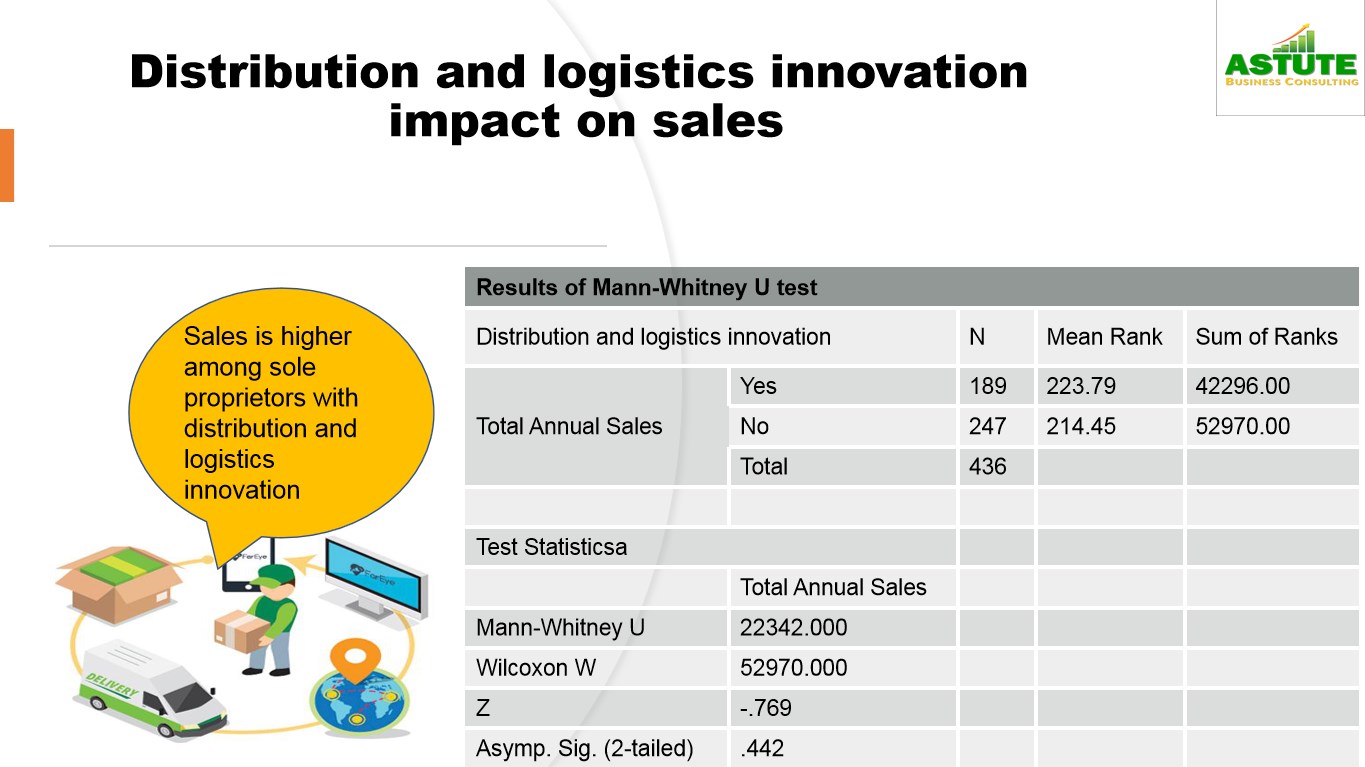 Distribution and logistics innovation
impact on sales
ASTUTE
BUSINESS CONSULTING
Sales is higher
among sole
proprietors with
distribution and
logistics
innovation
FarEye
FarEye
DELIVERY
Results of Mann-Whitney U test
Distribution and logistics innovation N Mean Rank Sum of Ranks
Total Annual Sales Yes 189 223.79 42296.00
No 247 214.45 52970.00
Total 436
Test Statisticsa
Total Annual Sales
Mann-Whitney U 22342.000
Wilcoxon W 52970.000
Z -.769
Asymp. Sig. (2-tailed) .442